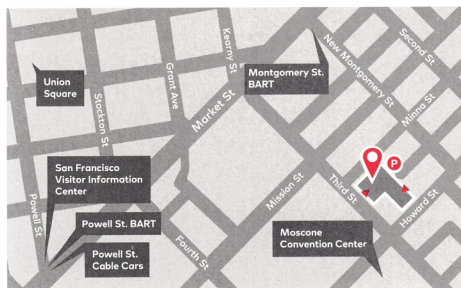 Kearny St
Second St
New Montgomery St
Grant Ave
Montgomery St.
BART
Union
Square
Stockton St
Market St
Minna St
San Francisco
Visitor Information
Center
P
Mission St
Third St
Howard St
Powell St
Powell St. BART
Moscone
Convention Center
Fourth St
Powell St.
Cable Cars